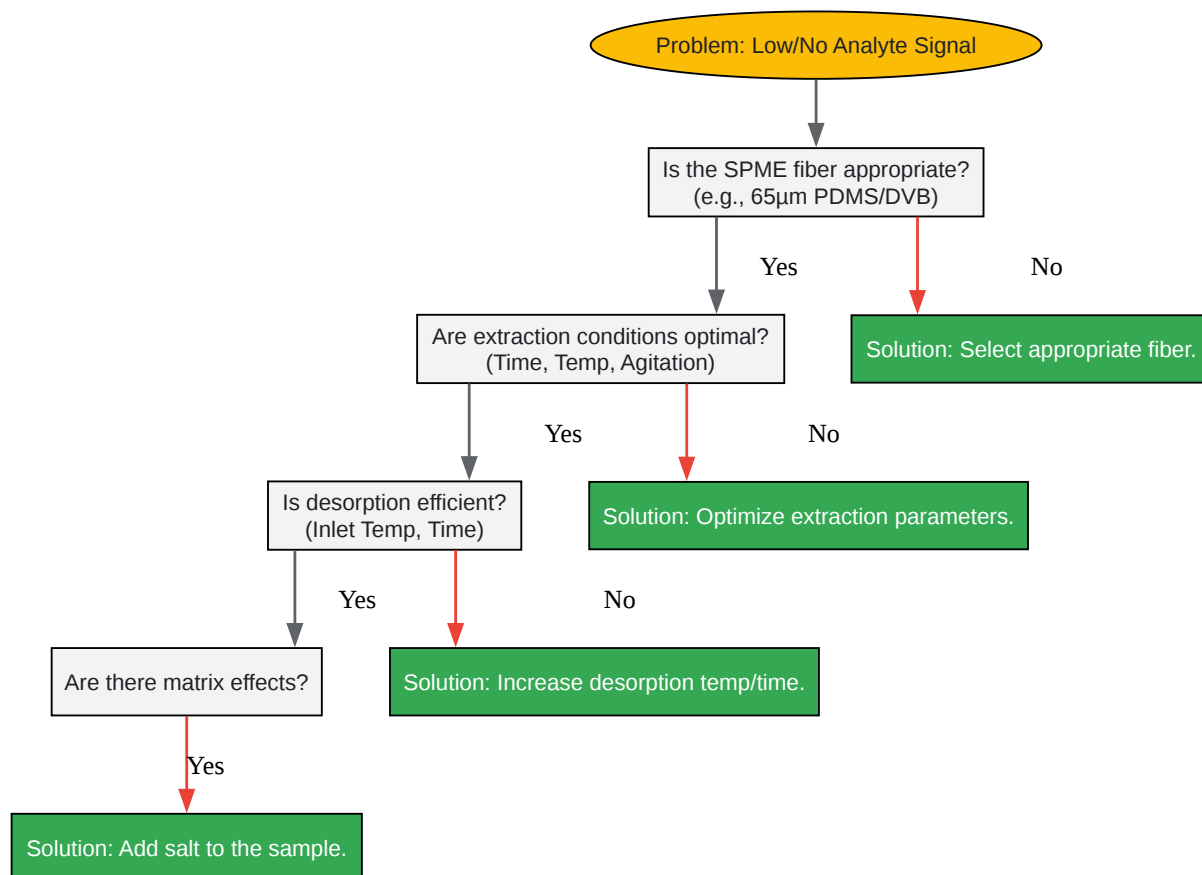 Problem: Low/No Analyte Signal
Is the SPME fiber appropriate?
(e.g., 65µm PDMS/DVB)
Yes
No
Are extraction conditions optimal?
(Time, Temp, Agitation)
Solution: Select appropriate fiber.
Yes
No
Is desorption efficient?
(Inlet Temp, Time)
Solution: Optimize extraction parameters.
Yes
No
Are there matrix effects?
Solution: Increase desorption temp/time.
Yes
Solution: Add salt to the sample.